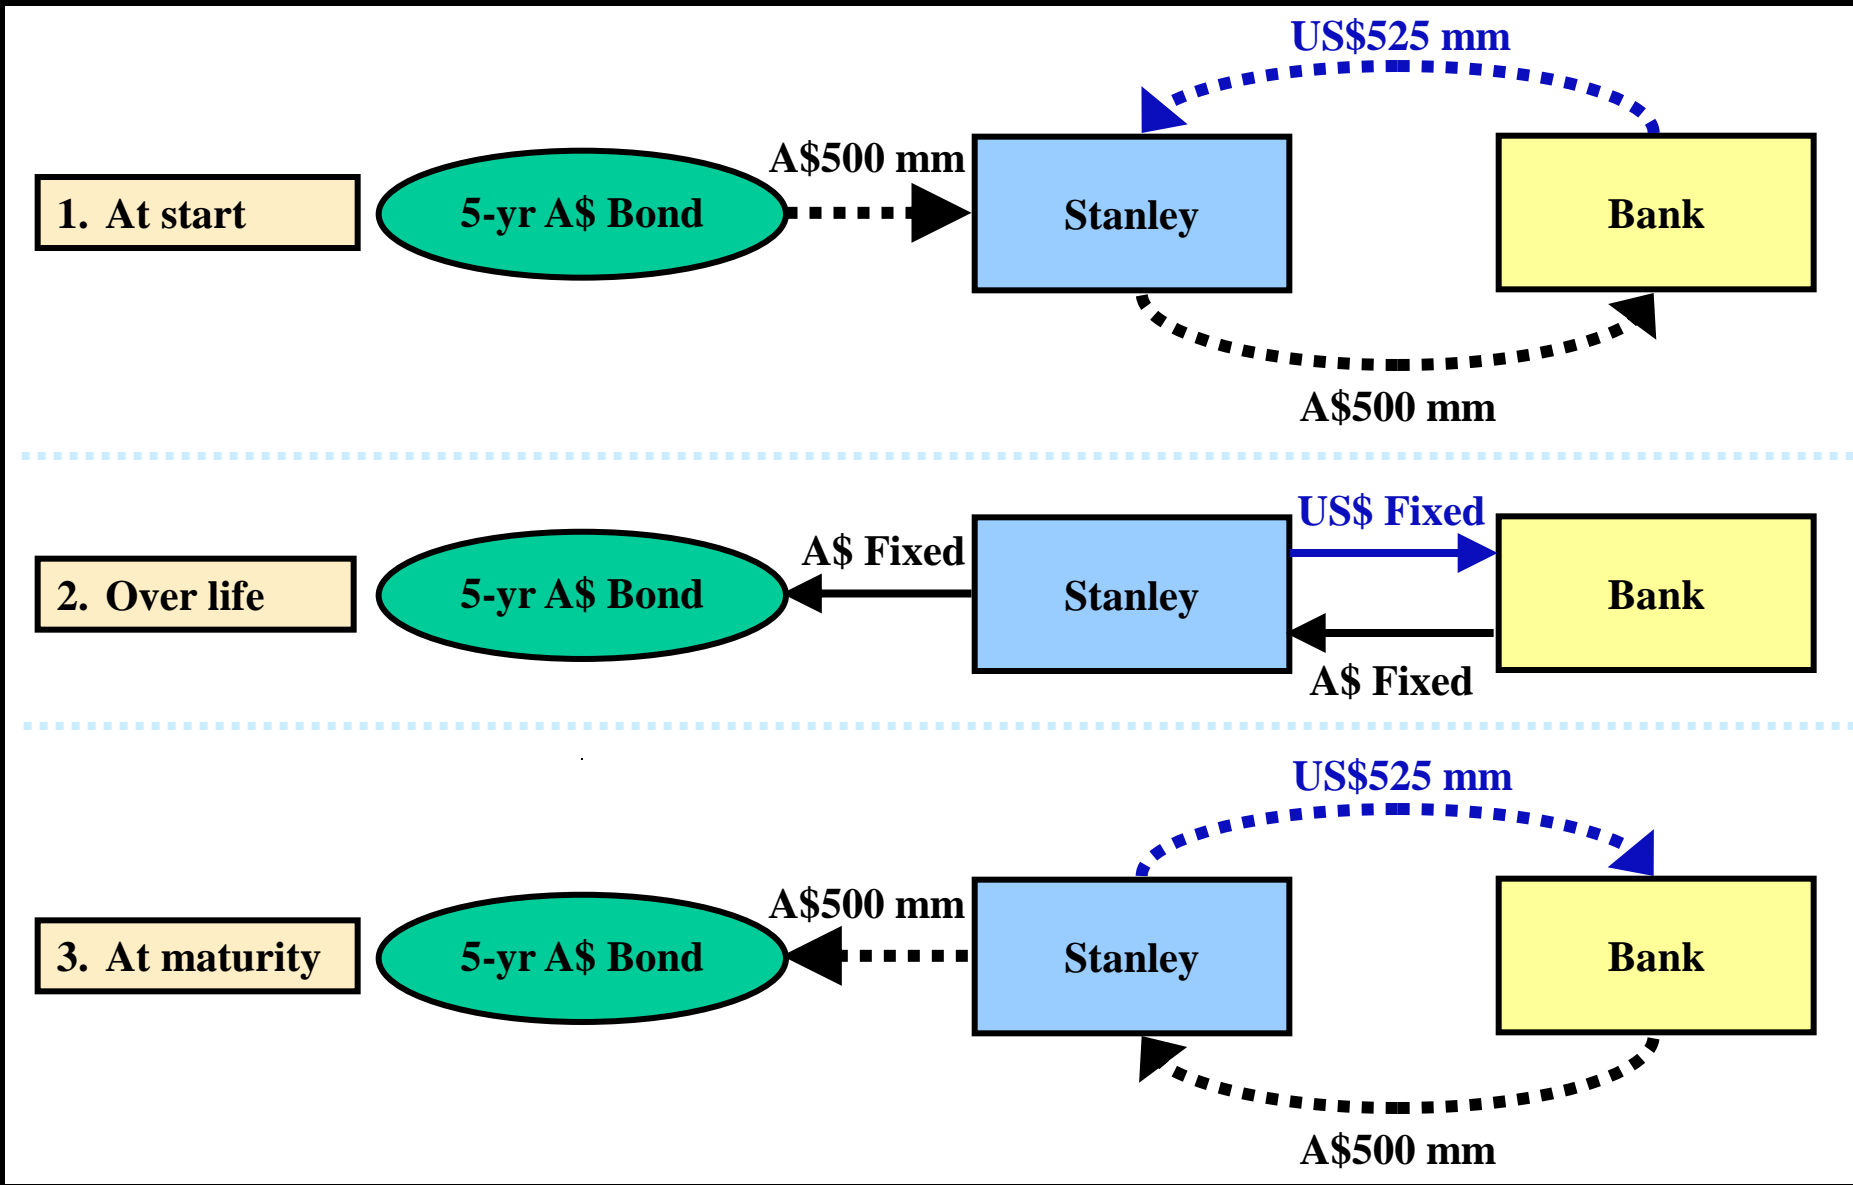 US$525 mm
A$500 mm
1. At start
5-yr A$ Bond
Stanley
Bank
A$500 mm
US$ Fixed
A$ Fixed
2. Over life
5-yr A$ Bond
Stanley
Bank
A$ Fixed
US$525 mm
A$500 mm
3. At maturity
5-yr A$ Bond
Stanley
Bank
A$500 mm